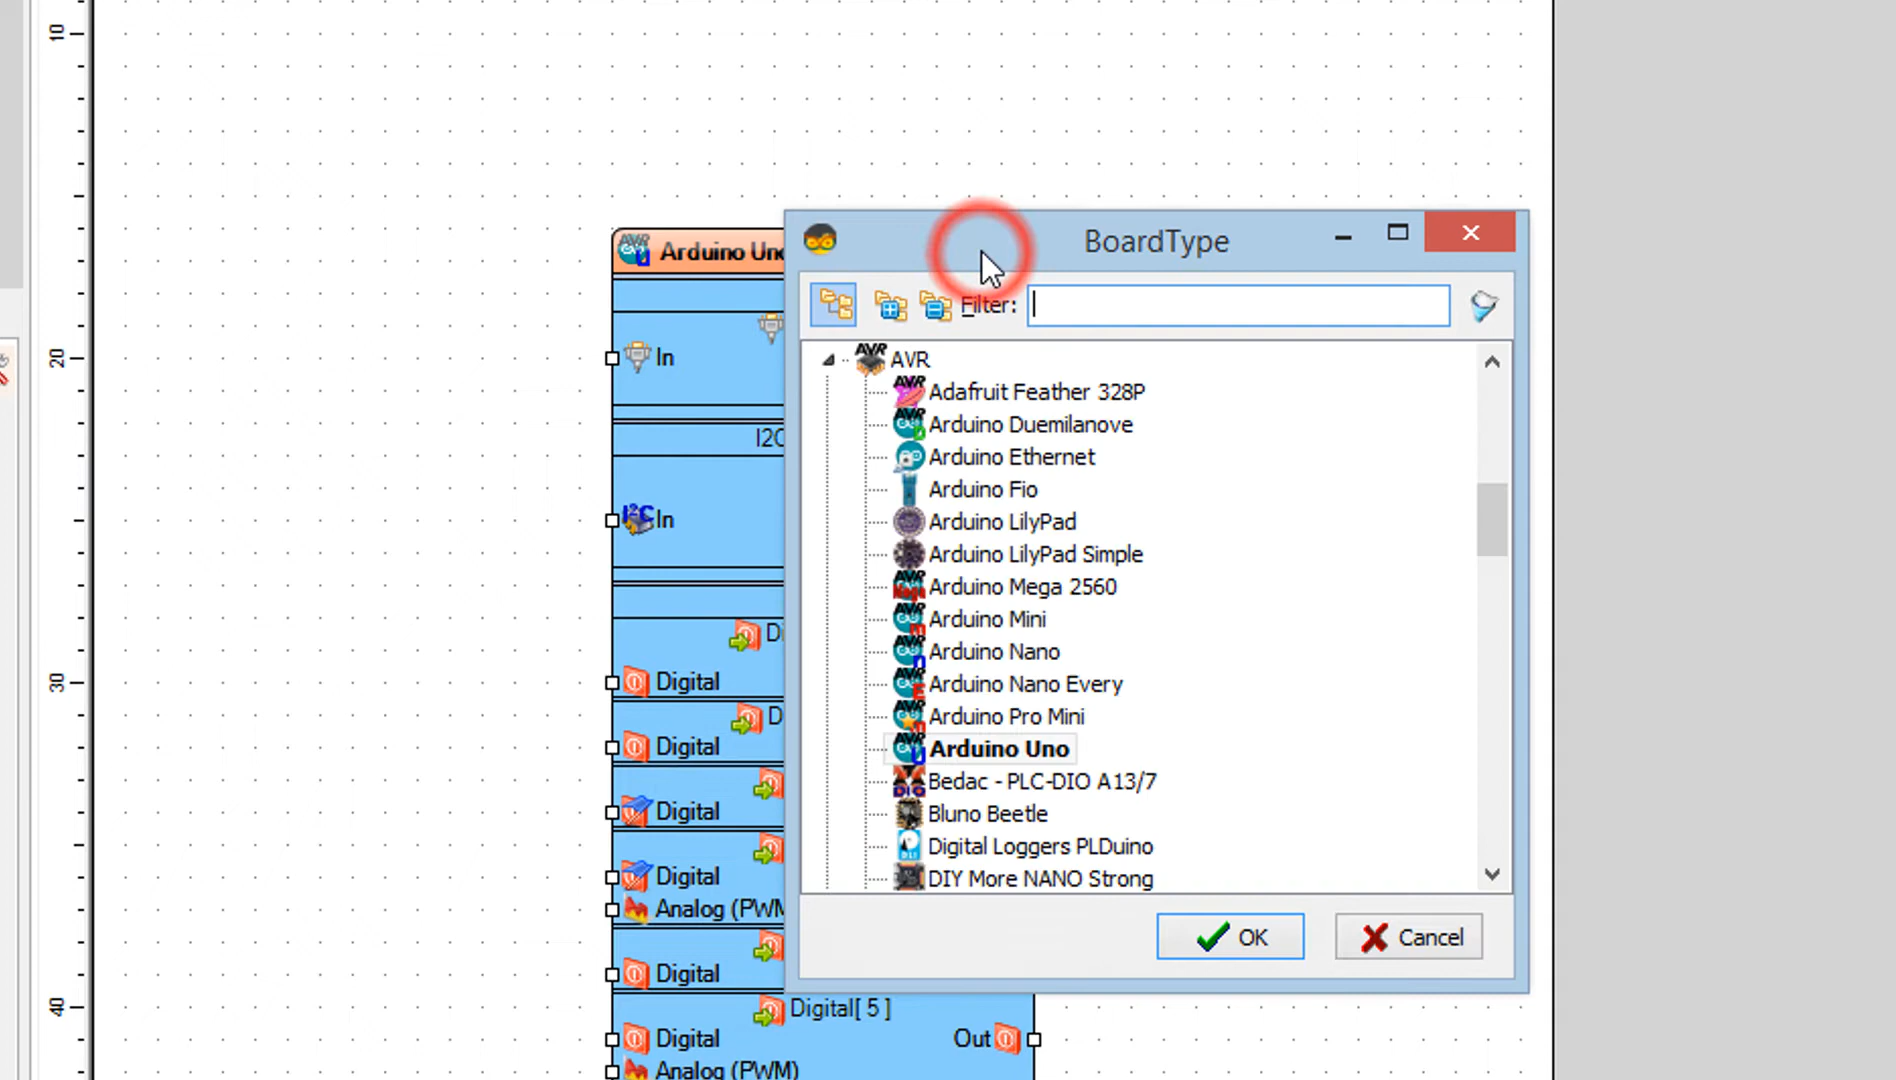 10
20
30
40
Arduino Uno
In
I2C
In
Digital
Digital
Digital
Digital
Analog (PWM
Digital
Digital[ 5 ]
Digital
Out
Analog (PWM)
BoardType
Filter:
AVR
Adafruit Feather 328P
Arduino Duemilanove
Arduino Ethernet
Arduino Fio
Arduino LilyPad
Arduino LilyPad Simple
Arduino Mega 2560
Arduino Mini
Arduino Nano
Arduino Nano Every
Arduino Pro Mini
Arduino Uno
Bedac - PLC-DIO A13/7
Bluno Beetle
Digital Loggers PLDuino
DIY More NANO Strong
OK
Cancel